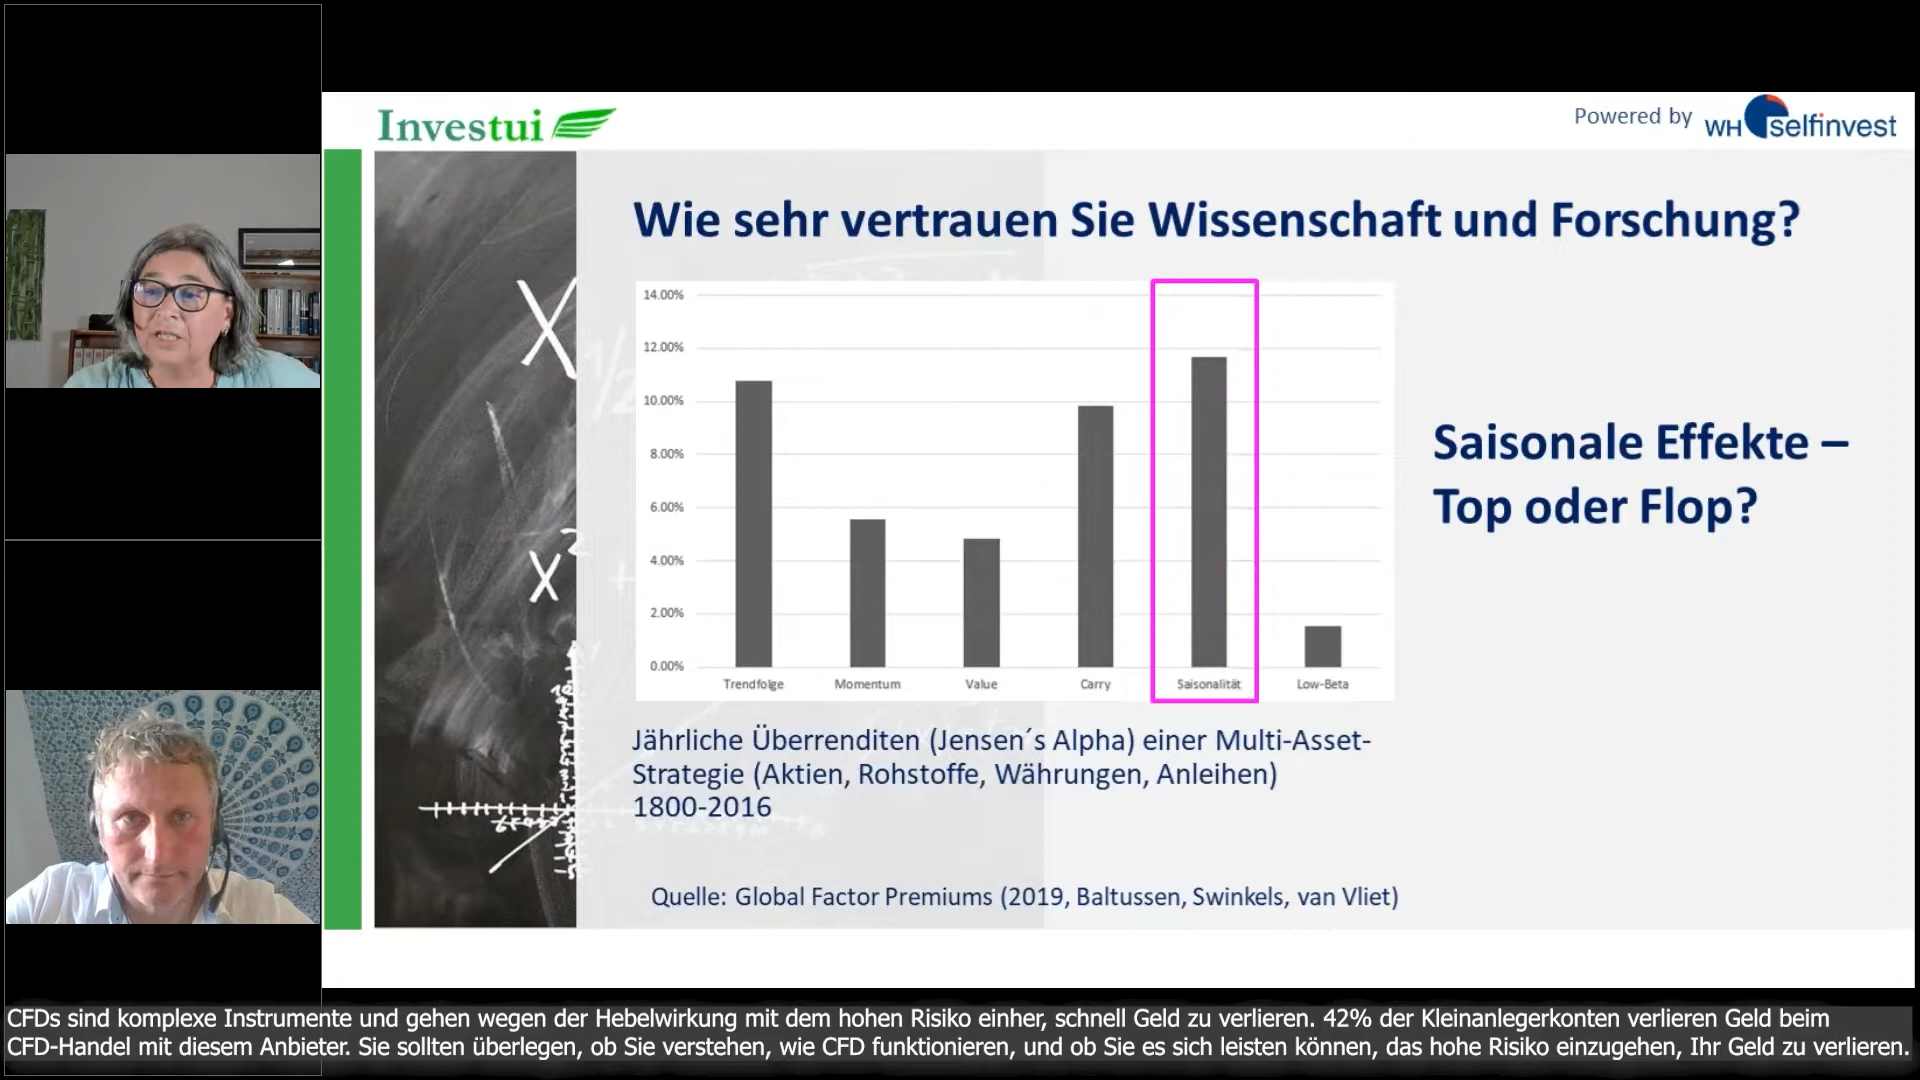 Investui
Powered by WH selfinvest
Wie sehr vertrauen Sie Wissenschaft und Forschung?
14.00%
12.00%
10.00%
8.00%
6.00%
4.00%
2.00%
0.00%
Trendfolge Momentum Value Carry Saisonalität Low-Beta
Saisonale Effekte –
Top oder Flop?
Jährliche Überrenditen (Jensen´s Alpha) einer Multi-Asset-
Strategie (Aktien, Rohstoffe, Währungen, Anleihen)
1800-2016
Quelle: Global Factor Premiums (2019, Baltussen, Swinkels, van Vliet)
X
X²
CFDs sind komplexe Instrumente und gehen wegen der Hebelwirkung mit dem hohen Risiko einher, schnell Geld zu verlieren. 42% der Kleinanlegerkonten verlieren Geld beim
CFD-Handel mit diesem Anbieter. Sie sollten überlegen, ob Sie verstehen, wie CFD funktionieren, und ob Sie es sich leisten können, das hohe Risiko einzugehen, Ihr Geld zu verlieren.